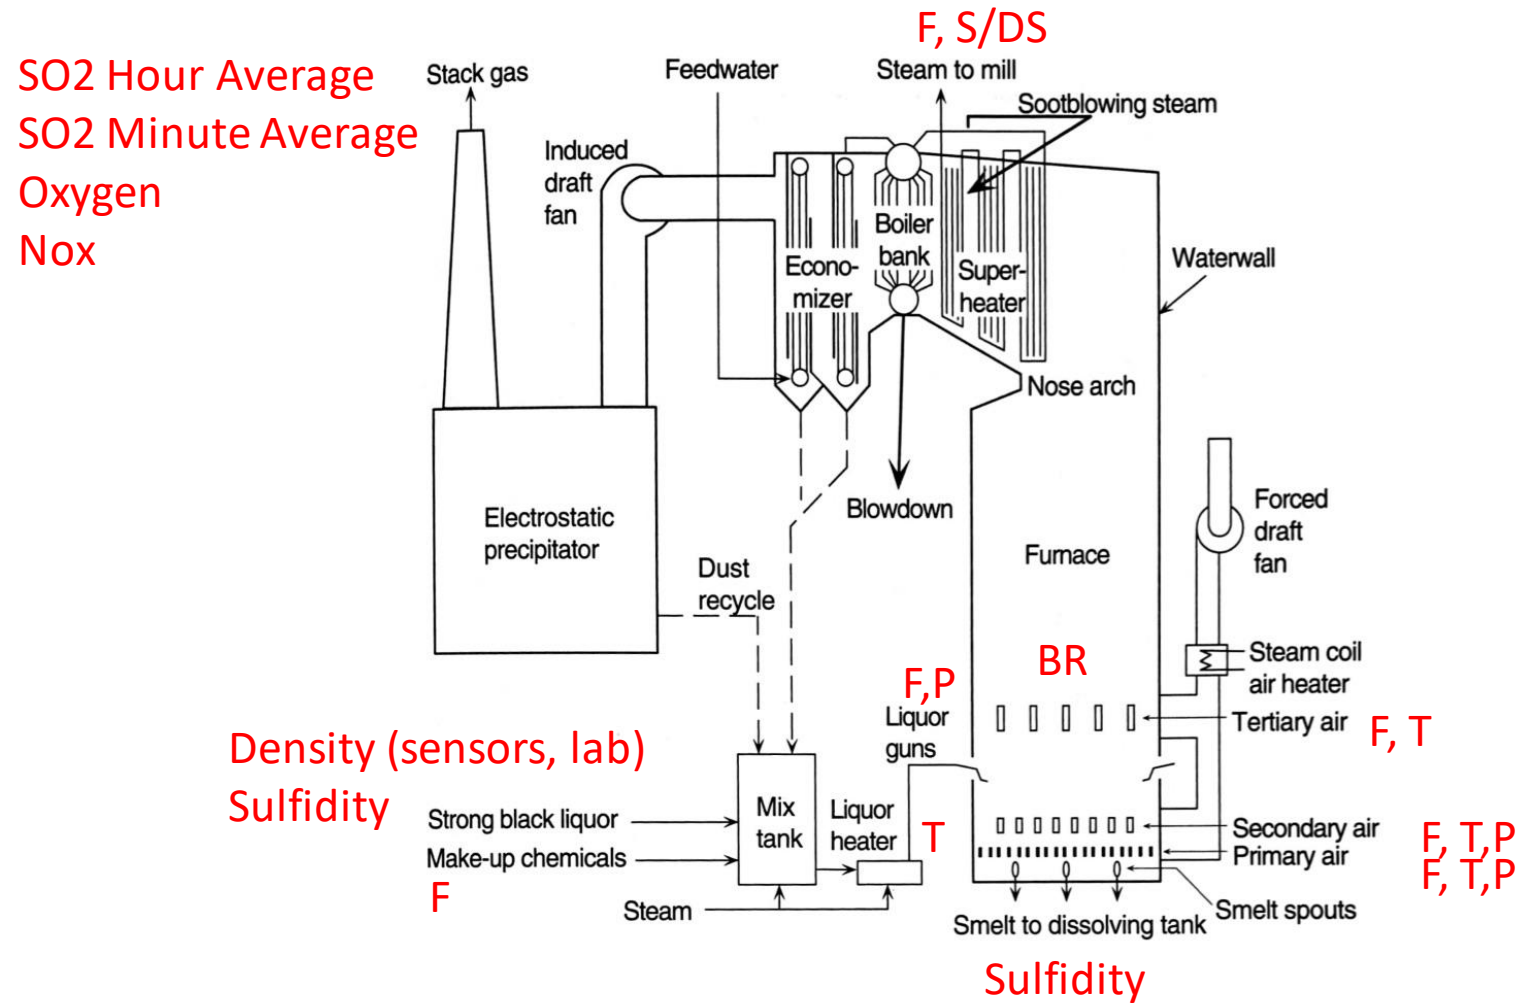 F, S/DS
SO2 Hour Average
SO2 Minute Average
Oxygen
Nox
Stack gas
Feedwater
Steam to mill
Sootblowing steam
Induced
draft
fan
Econo-
mizer
Boiler
bank
Super-
heater
Waterwall
Nose arch
Blowdown
Electrostatic
precipitator
Dust
recycle
Furnace
Forced
draft
fan
Steam coil
air heater
BR
F,P
Liquor
guns
Tertiary air
F, T
Density (sensors, lab)
Sulfidity
Strong black liquor
Make-up chemicals
F
Mix
tank
Liquor
heater
T
Steam
Secondary air
F, T,P
Primary air
F, T,P
Smelt spouts
Smelt to dissolving tank
Sulfidity